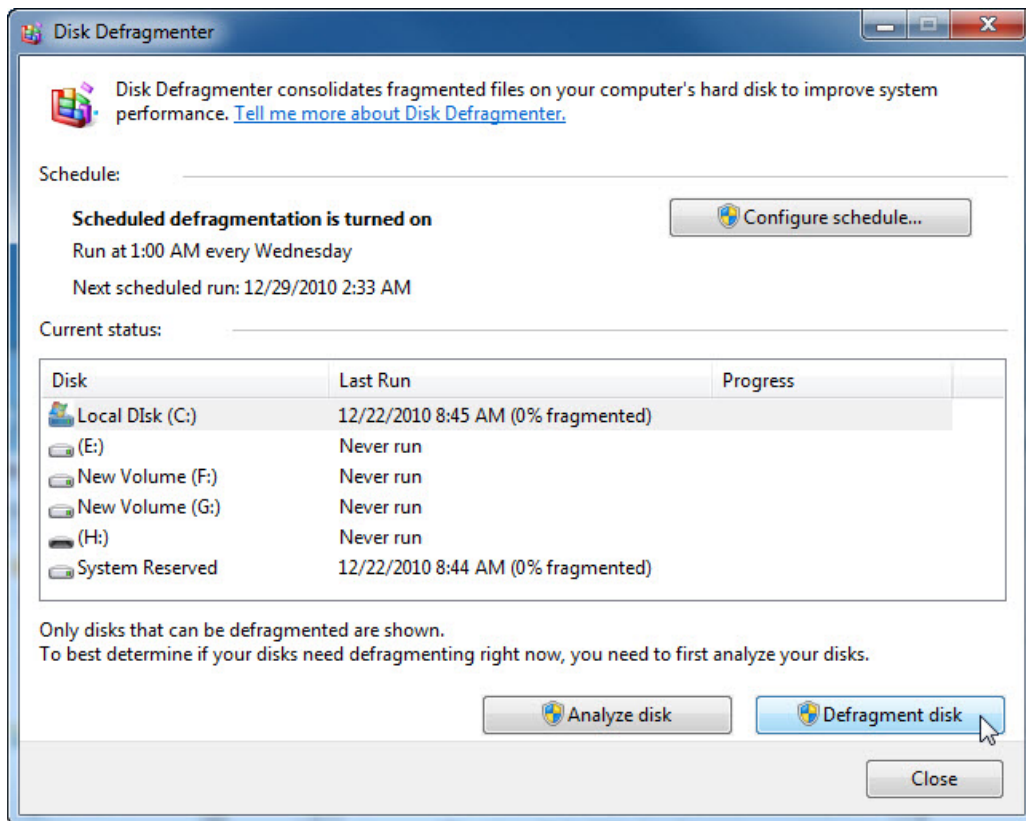 Disk Defragmenter
Disk Defragmenter consolidates fragmented files on your computer's hard disk to improve system
performance. Tell me more about Disk Defragmenter.
Schedule:
Scheduled defragmentation is turned on
Configure schedule...
Run at 1:00 AM every Wednesday
Next scheduled run: 12/29/2010 2:33 AM
Current status:
Disk Last Run Progress
Local DIsk (C:) 12/22/2010 8:45 AM (0% fragmented)
(E:) Never run
New Volume (F:) Never run
New Volume (G:) Never run
(H:) Never run
System Reserved 12/22/2010 8:44 AM (0% fragmented)
Only disks that can be defragmented are shown.
To best determine if your disks need defragmenting right now, you need to first analyze your disks.
Analyze disk Defragment disk
Close